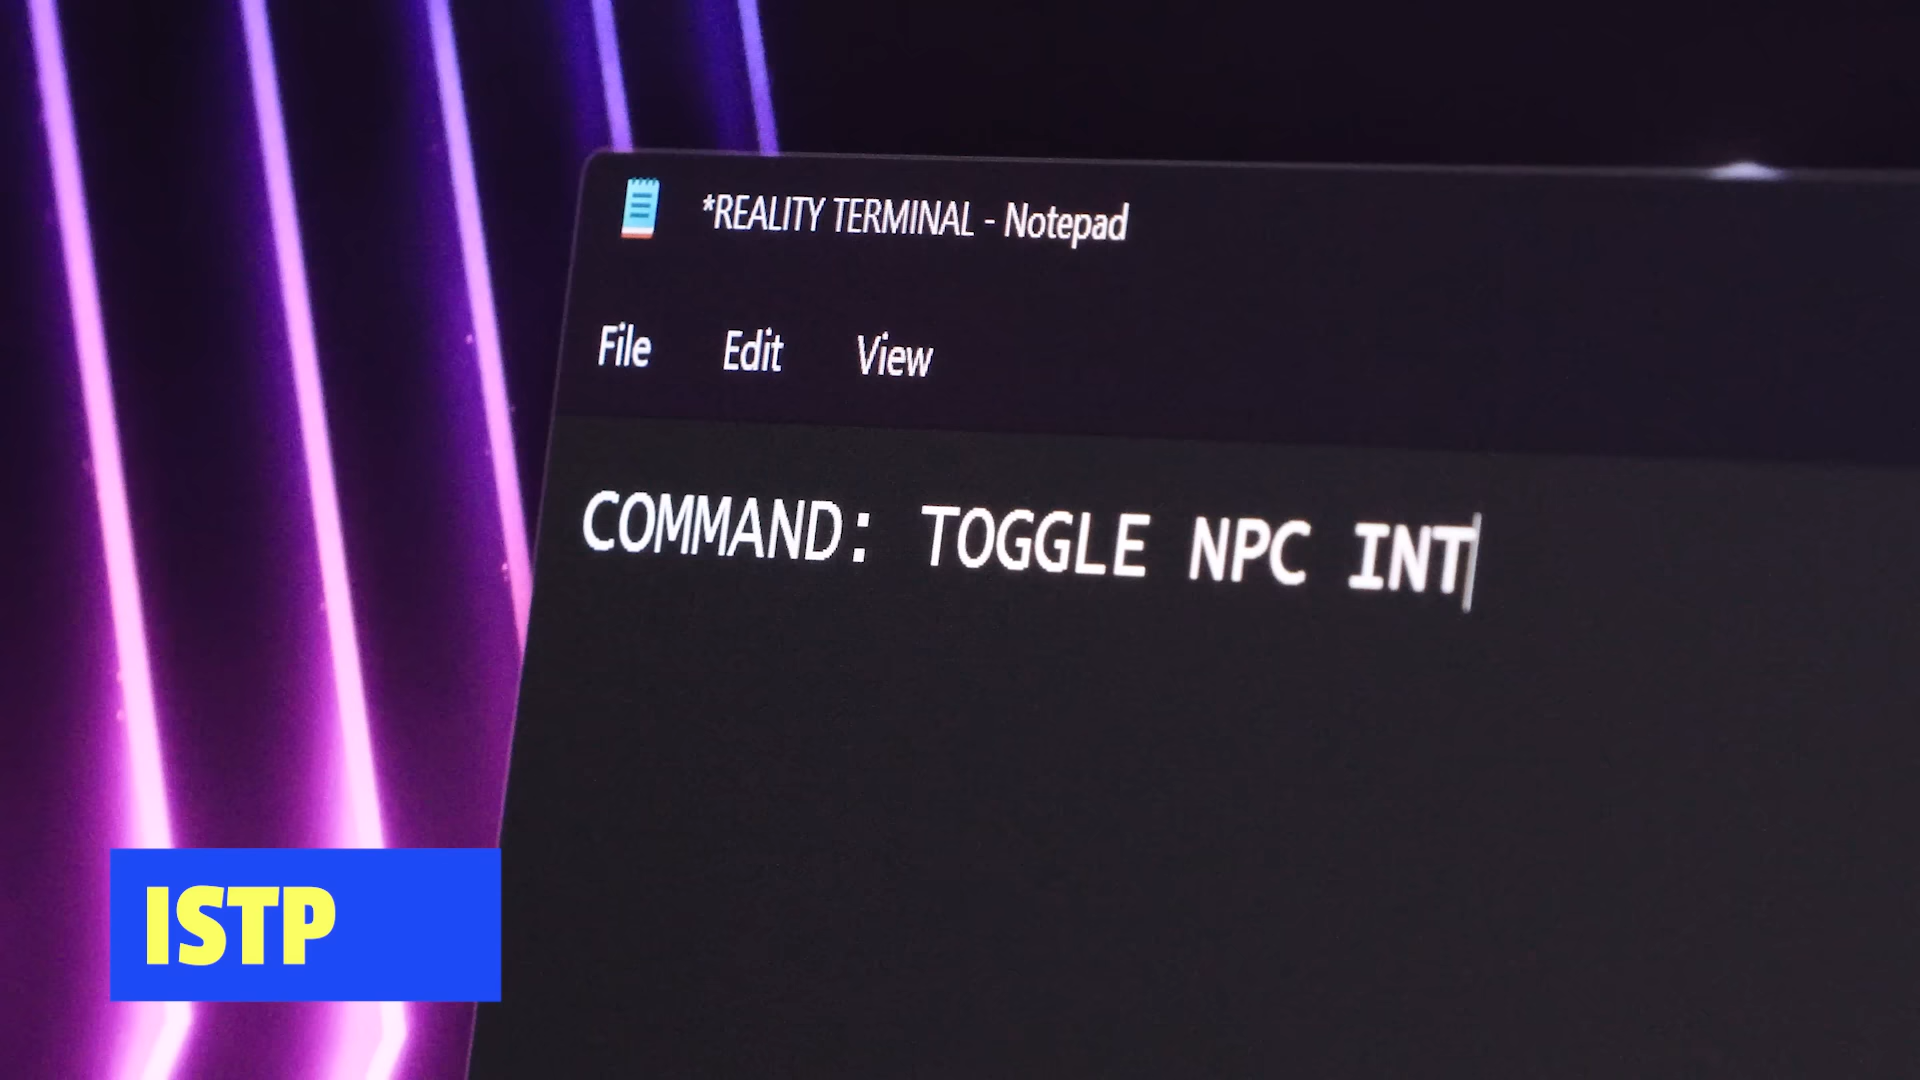 *REALITY TERMINAL - Notepad
File Edit View
COMMAND: TOGGLE NPC INT
ISTP